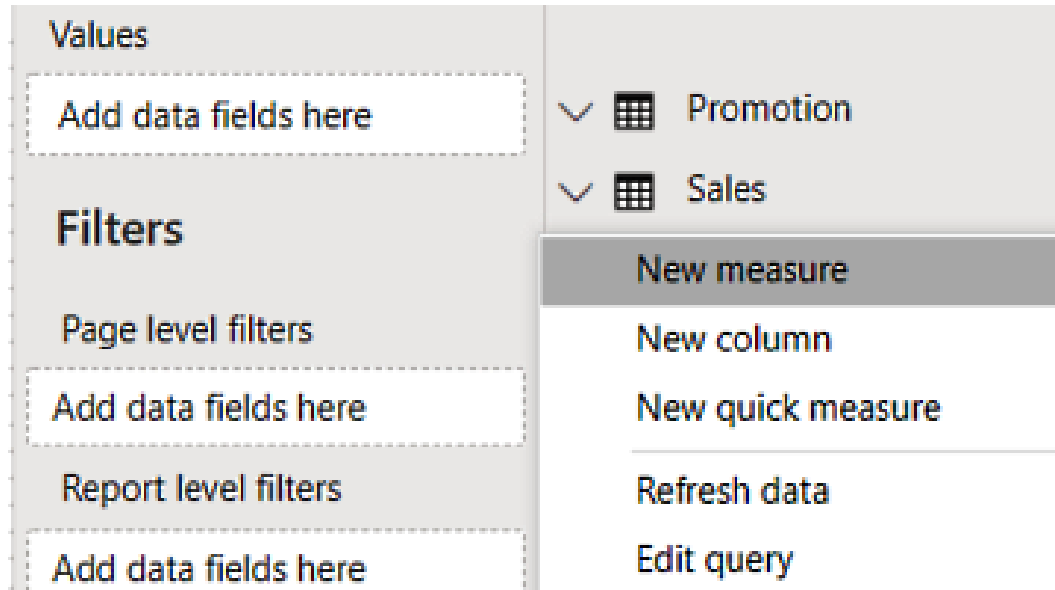 Values
Add data fields here
Filters
Page level filters
Add data fields here
Report level filters
Add data fields here
Promotion
Sales
New measure
New column
New quick measure
Refresh data
Edit query